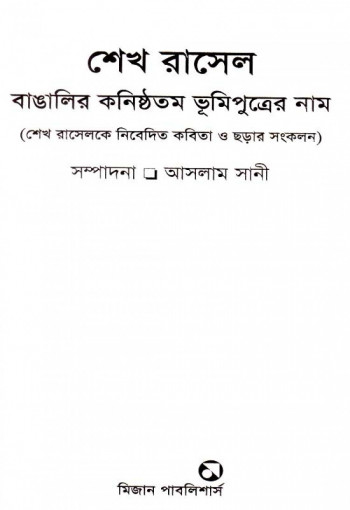 শেখ রাসেল
বাঙালির কনিষ্ঠতম ভূমিপুত্রের নাম
(শেখ রাসেলকে নিবেদিত কবিতা ও ছড়ার সংকলন)
সম্পাদনা ❑ আসলাম সানী
মিজান পাবলিশার্স